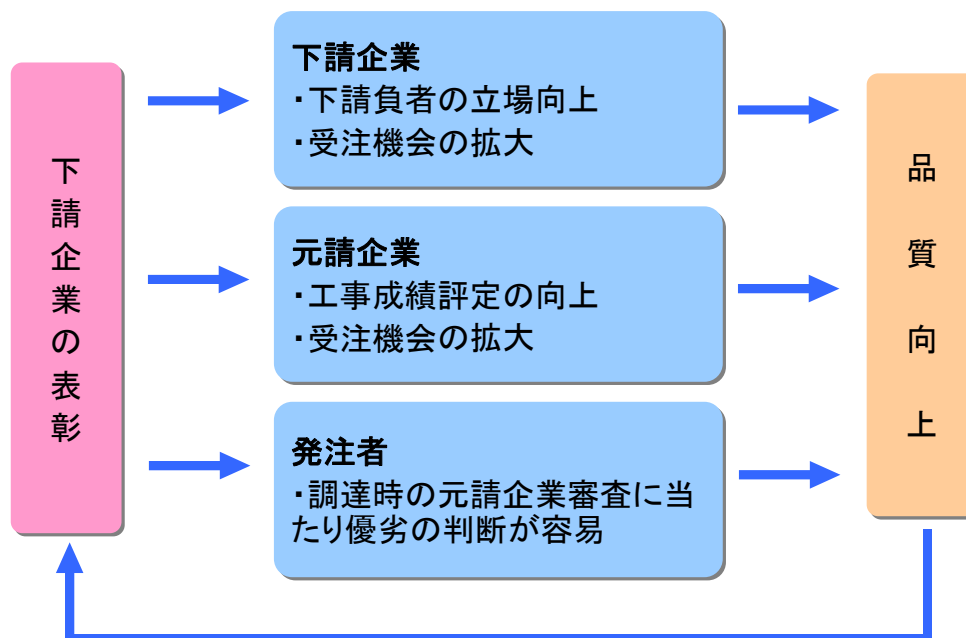 下請企業の表彰
下請企業
・下請負者の立場向上
・受注機会の拡大
元請企業
・工事成績評定の向上
・受注機会の拡大
発注者
・調達時の元請企業審査に当
たり優劣の判断が容易
品質向上